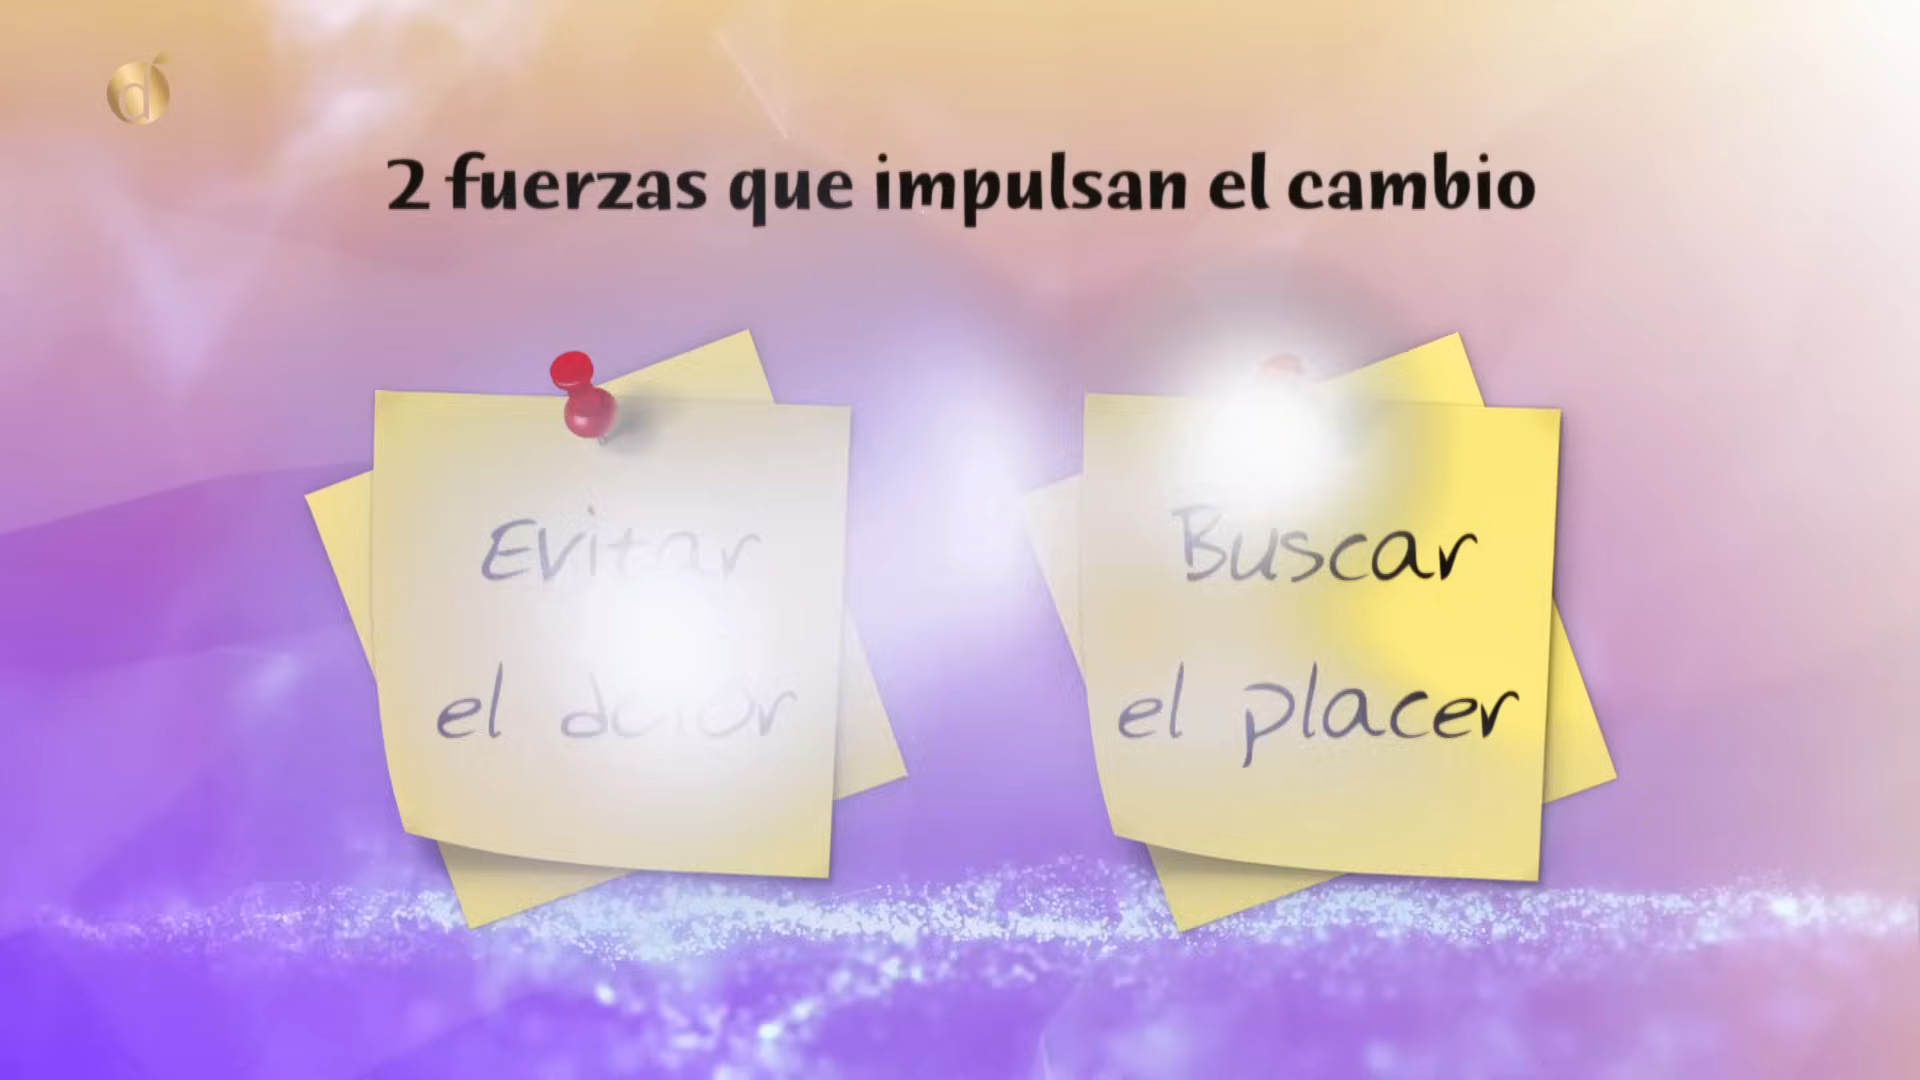 2 fuerzas que impulsan el cambio
Evitar
el dolor
Buscar
el placer